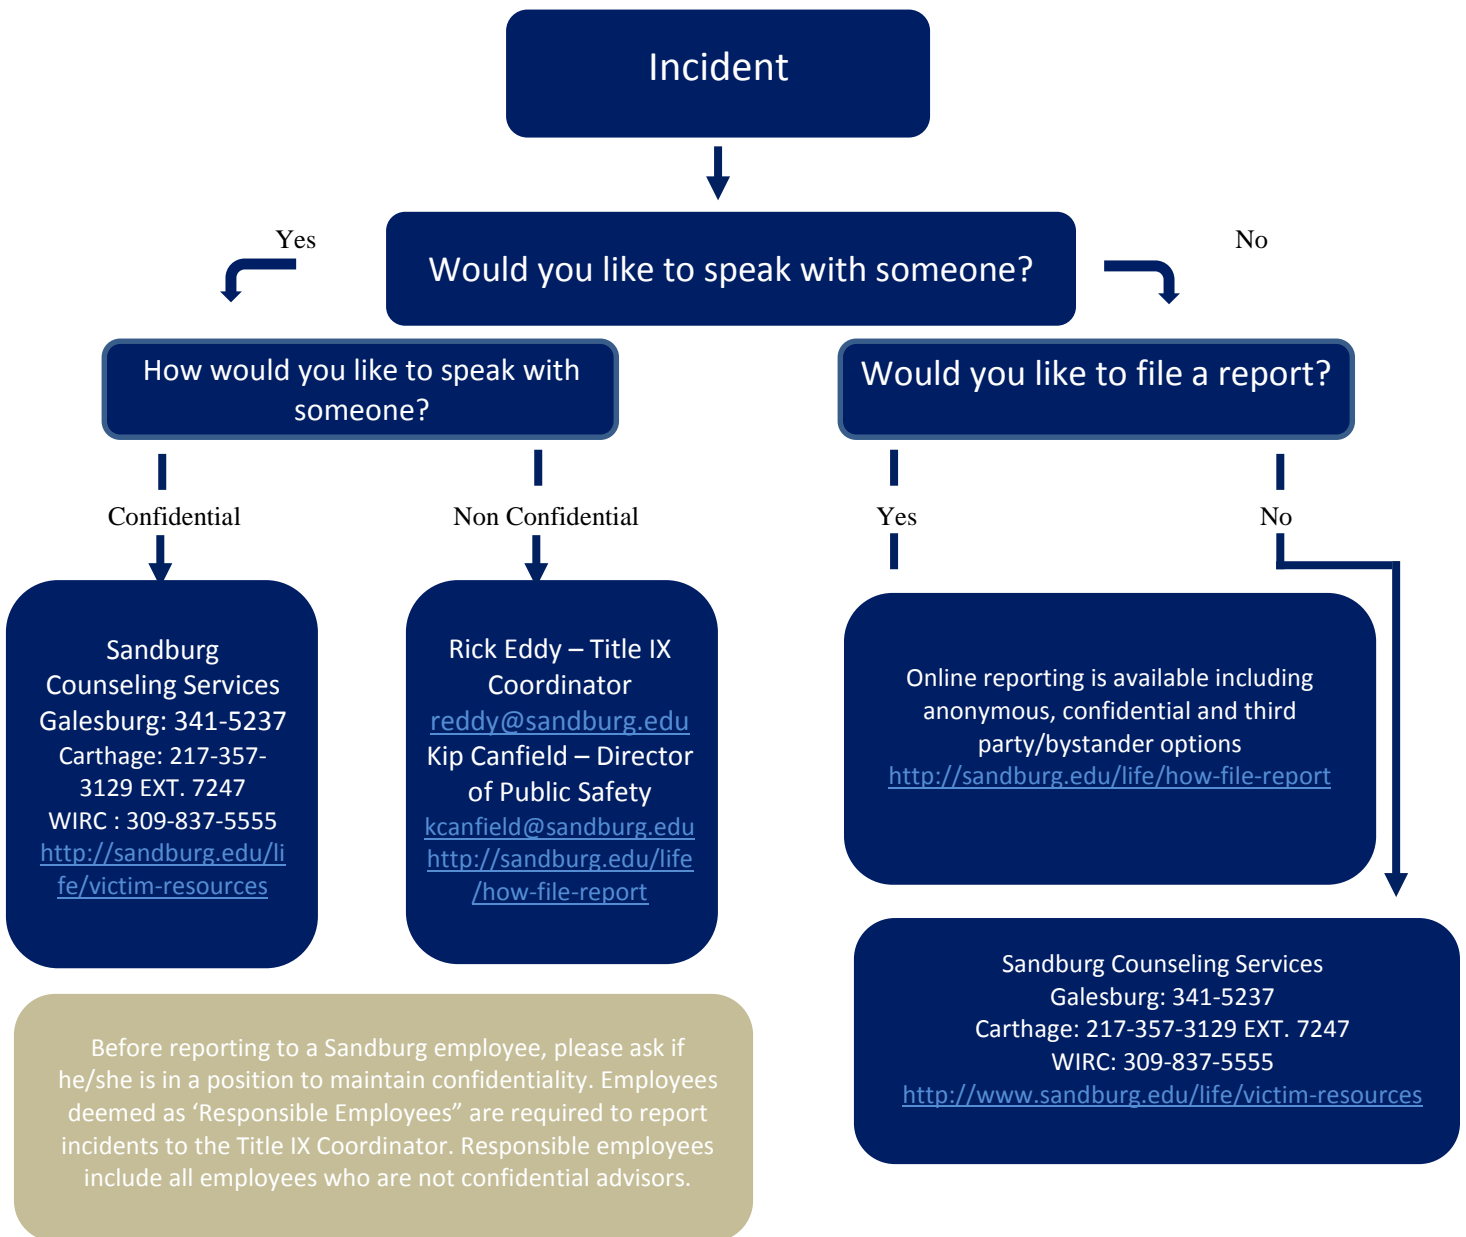 Incident
Yes
No
Would you like to speak with someone?
How would you like to speak with
someone?
Would you like to file a report?
Confidential
Non Confidential
Yes
No
Sandburg
Counseling Services
Galesburg: 341-5237
Carthage: 217-357-
3129 EXT. 7247
WIRC : 309-837-5555
http://sandburg.edu/li
fe/victim-resources
Rick Eddy – Title IX
Coordinator
reddy@sandburg.edu
Kip Canfield – Director
of Public Safety
kcanfield@sandburg.edu
http://sandburg.edu/life
/how-file-report
Online reporting is available including
anonymous, confidential and third
party/bystander options
http://sandburg.edu/life/how-file-report
Sandburg Counseling Services
Galesburg: 341-5237
Carthage: 217-357-3129 EXT. 7247
WIRC: 309-837-5555
http://www.sandburg.edu/life/victim-resources
Before reporting to a Sandburg employee, please ask if
he/she is in a position to maintain confidentiality. Employees
deemed as ‘Responsible Employees” are required to report
incidents to the Title IX Coordinator. Responsible employees
include all employees who are not confidential advisors.